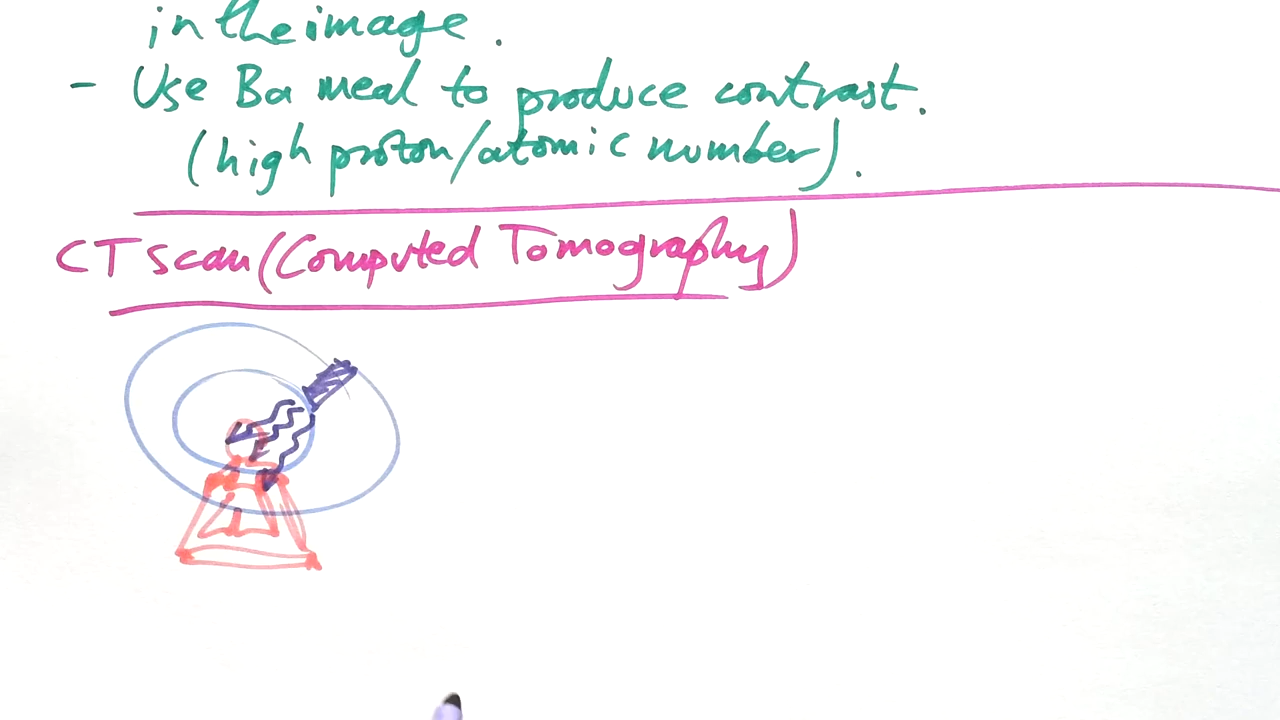 in the image.
- Use Ba meal to produce contrast.
(high proton/atomic number).
CT scan (Computed Tomography)